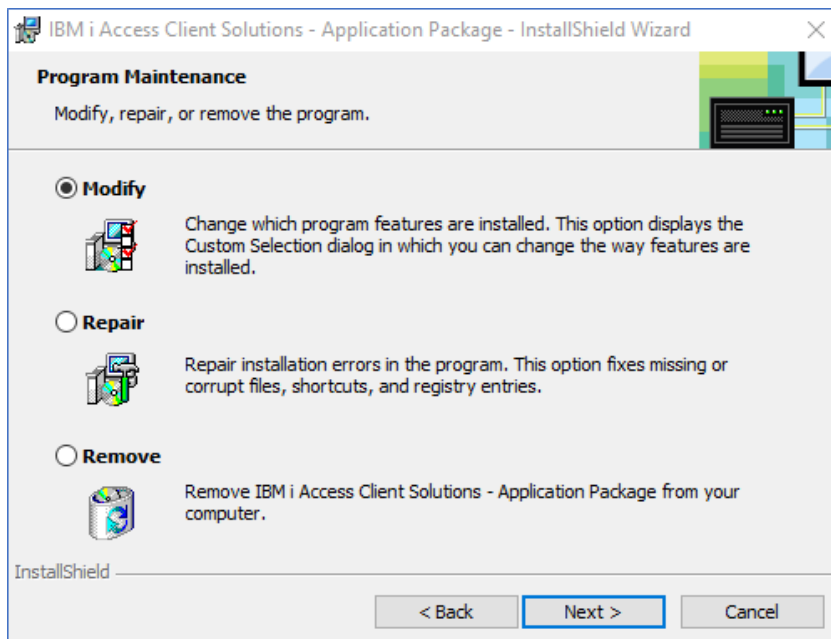 IBM i Access Client Solutions - Application Package - InstallShield Wizard
Program Maintenance
Modify, repair, or remove the program.
Modify
Change which program features are installed. This option displays the
Custom Selection dialog in which you can change the way features are
installed.
Repair
Repair installation errors in the program. This option fixes missing or
corrupt files, shortcuts, and registry entries.
Remove
Remove IBM i Access Client Solutions - Application Package from your
computer.
InstallShield
< Back Next > Cancel